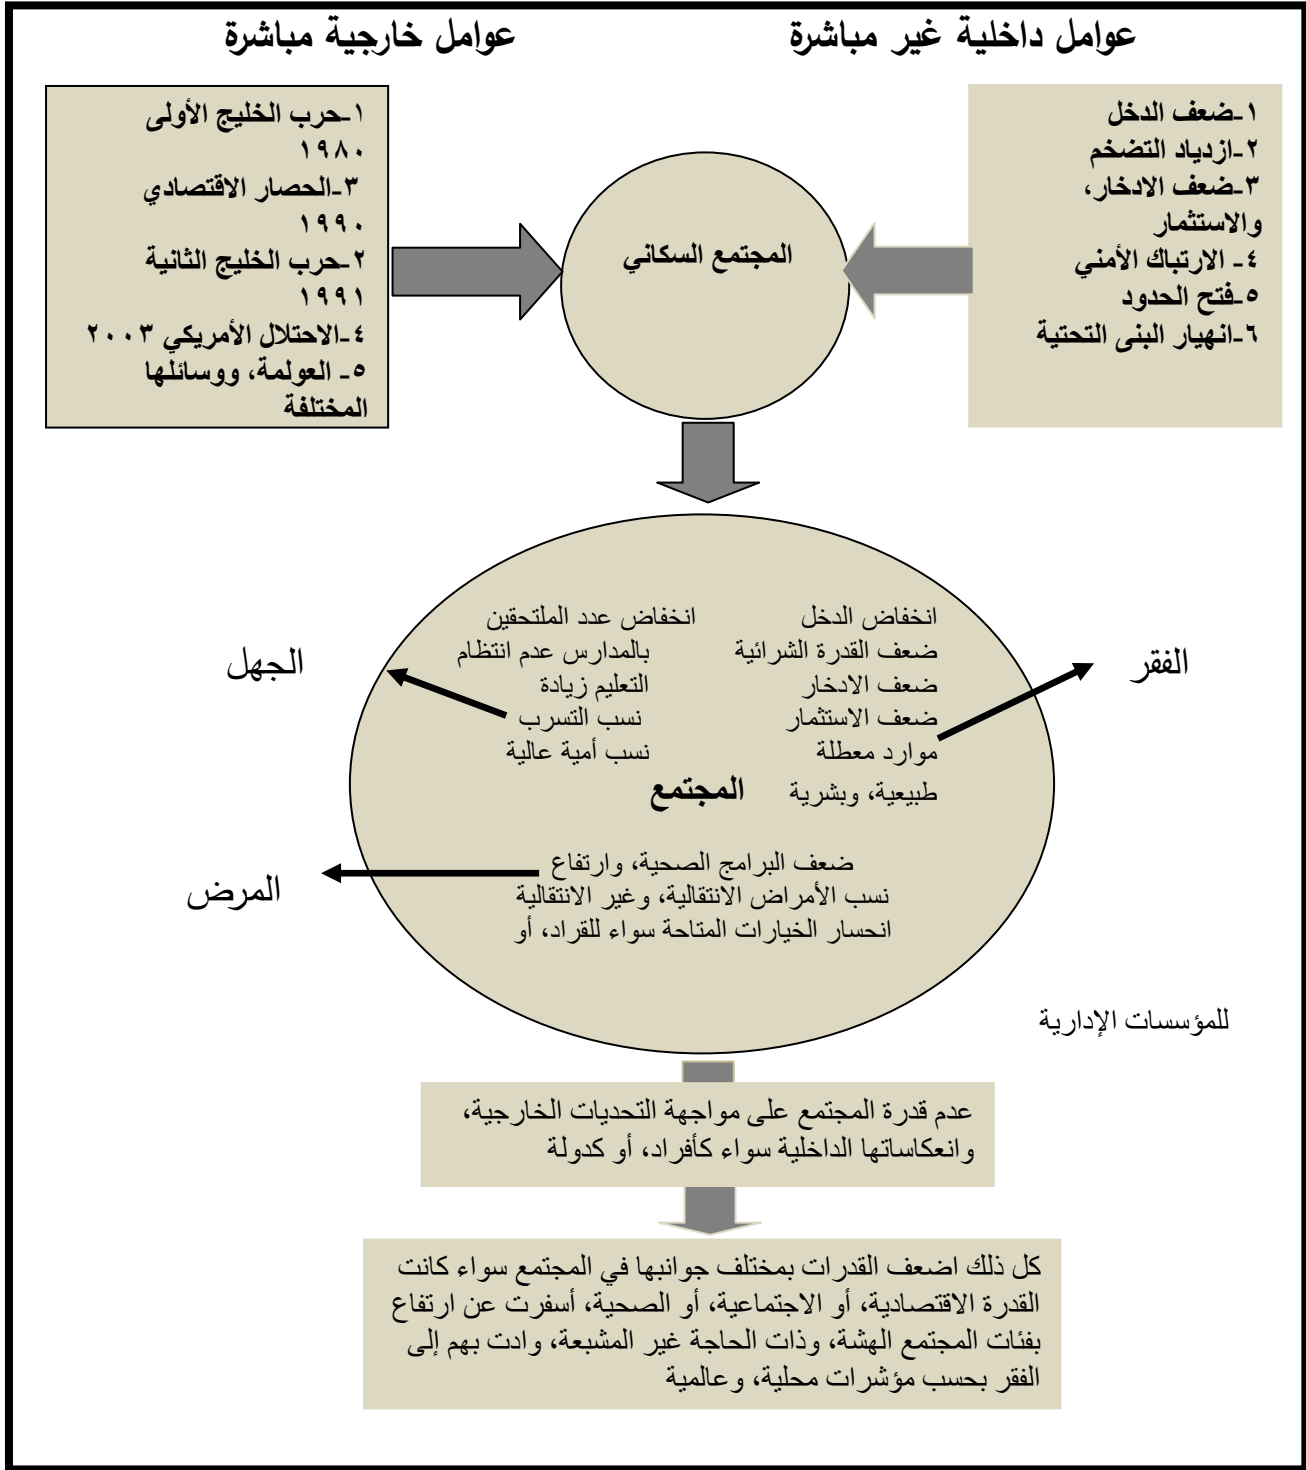 عوامل داخلية غير مباشرة
عوامل خارجية مباشرة
١-ضعف الدخل
٢-ازدياد التضخم
٣-ضعف الادخار،
والاستثمار
٤- الارتباك الأمني
٥-فتح الحدود
٦-انهيار البنى التحتية
١-حرب الخليج الأولى
١٩٨٠
٣-الحصار الاقتصادي
١٩٩٠
٢-حرب الخليج الثانية
١٩٩١
٤-الاحتلال الأمريكي ٢٠٠٣
٥- العولمة، ووسائلها
المختلفة
المجتمع السكاني
الفقر
انخفاض الدخل
ضعف القدرة الشرائية
ضعف الادخار
ضعف الاستثمار
موارد معطلة
طبيعية، وبشرية
انخفاض عدد الملتحقين
بالمدارس عدم انتظام
التعليم زيادة
نسب التسرب
نسب أمية عالية
الجهل
المجتمع
ضعف البرامج الصحية، وارتفاع
نسب الأمراض الانتقالية، وغير الانتقالية
انحسار الخيارات المتاحة سواء للقراد، أو
المرض
للمؤسسات الإدارية
عدم قدرة المجتمع على مواجهة التحديات الخارجية،
وانعكاساتها الداخلية سواء كأفراد، أو كدولة
كل ذلك اضعف القدرات بمختلف جوانبها في المجتمع سواء كانت
القدرة الاقتصادية، أو الاجتماعية، أو الصحية، أسفرت عن ارتفاع
بفئات المجتمع الهشة، وذات الحاجة غير المشبعة، وادت بهم إلى
الفقر بحسب مؤشرات محلية، وعالمية